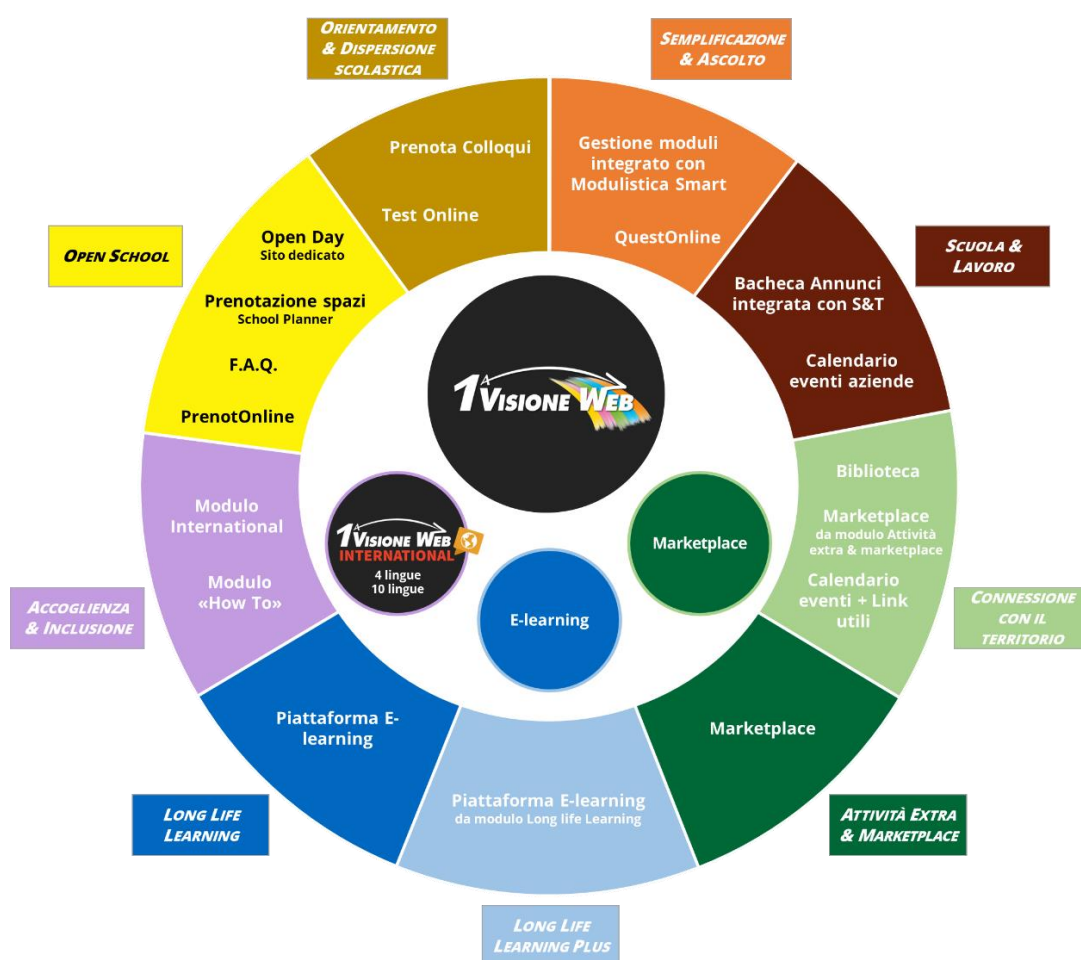 ORIENTAMENTO
& DISPERSIONE
SCOLASTICA
SEMPLIFICAZIONE
& ASCOLTO
Prenota Colloqui
Test Online
Gestione moduli
integrato con
Modulistica Smart
QuestOnline
OPEN SCHOOL
Open Day
Sito dedicato
Prenotazione spazi
School Planner
F.A.Q.
PrenotOnline
SCUOLA &
LAVORO
Bacheca Annunci
integrata con S&T
Calendario
eventi aziende
1A VISIONE WEB
Modulo
International
Modulo
«How To»
1A VISIONE WEB
INTERNATIONAL
4 lingue
10 lingue
E-learning
Marketplace
Biblioteca
Marketplace
da modulo Attività
extra & marketplace
Calendario
eventi + Link
utili
ACCOGLIENZA
& INCLUSIONE
CONNESSIONE
CON IL
TERRITORIO
Piattaforma E-
learning
Piattaforma E-learning
da modulo Long life Learning
Marketplace
LONG LIFE
LEARNING
ATTIVITÀ EXTRA
& MARKETPLACE
LONG LIFE
LEARNING PLUS